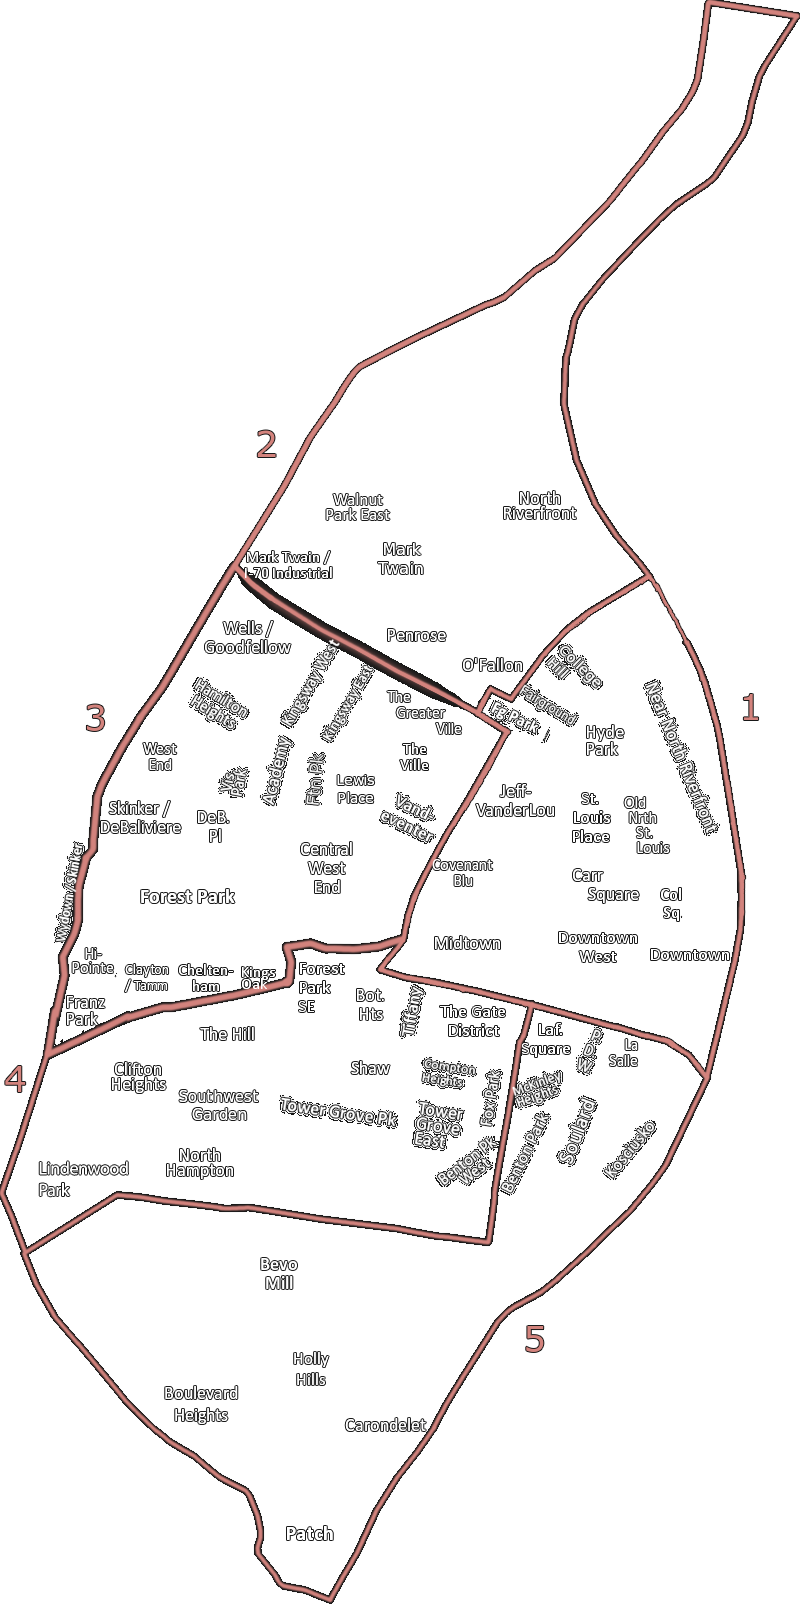 2
Walnut
Park East
North
Riverfront
Mark Twain /
I-70 Industrial
Mark
Twain
Penrose
O'Fallon
3
Wells /
Goodfellow
Hamilton
Heights
Kingsway West
Kingsway East
The
Greater
Ville
The
Ville
West
End
Academy
Ftn Pk
Lewis
Place
Vand-
eventer
Skinker /
DeBaliviere
DeB.
Pl
Park
Central
West
End
Wydown / Skinker
Forest Park
Hi-
Pointe
Clayton
/ Tamm
Chelten-
ham
Kings
Oak
Franz
Park
1
College
Hill
Fairground
Fg Park
Hyde
Park
Near North Riverfront
Jeff-
VanderLou
St.
Louis
Place
Old
Nrth
St.
Louis
Covenant
Blu
Carr
Square
Col
Sq.
Midtown
Downtown
West
Downtown
4
Forest
Park
SE
Bot.
Hts
Tiffany
The Gate
District
The Hill
Shaw
Compton
Heights
Fox Park
Clifton
Heights
Southwest
Garden
Tower Grove Pk
Tower
Grove
East
Benton Pk
West
North
Hampton
Lindenwood
Park
Laf.
Square
P
D
W
La
Salle
McKinley
Heights
Benton Park
Soulard
Kosciusko
5
Bevo
Mill
Holly
Hills
Boulevard
Heights
Carondelet
Patch